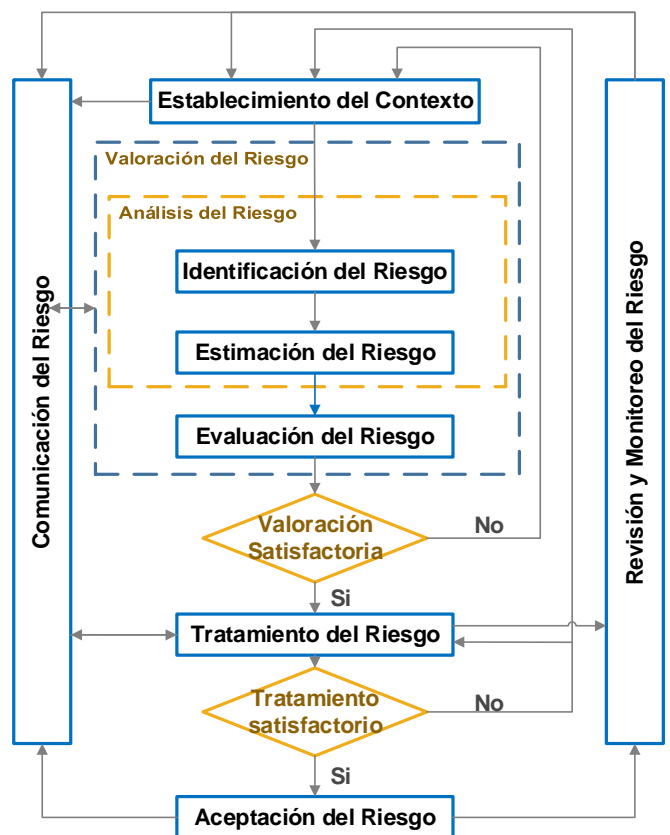 Establecimiento del Contexto
Valoración del Riesgo
Análisis del Riesgo
Identificación del Riesgo
Estimación del Riesgo
Evaluación del Riesgo
Comunicación del Riesgo
Revisión y Monitoreo del Riesgo
Valoración
Satisfactoria
No
Si
Tratamiento del Riesgo
Tratamiento
satisfactorio
No
Si
Aceptación del Riesgo